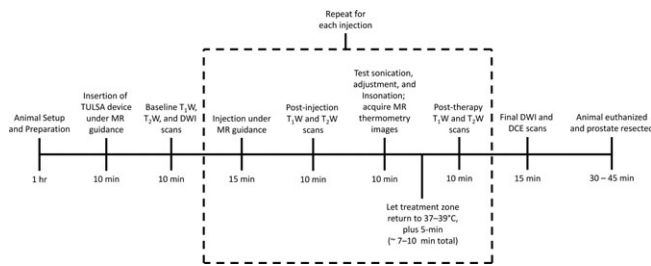 Repeat for
each injection
Animal Setup
and Preparation
Insertion of
TULSA device
under MR
guidance
Baseline T₁W,
T₂W, and DWI
scans
Injection under
MR guidance
Post-injection
T₁W and T₂W
scans
Test sonication,
adjustment, and
Insonation;
acquire MR
thermometry
images
Post-therapy
T₁W and T₂W
scans
Final DWI and
DCE scans
Animal euthanized
and prostate resected
1 hr
10 min
10 min
15 min
10 min
10 min
10 min
15 min
30 – 45 min
Let treatment zone
return to 37–39°C,
plus 5-min
(~ 7–10 min total)